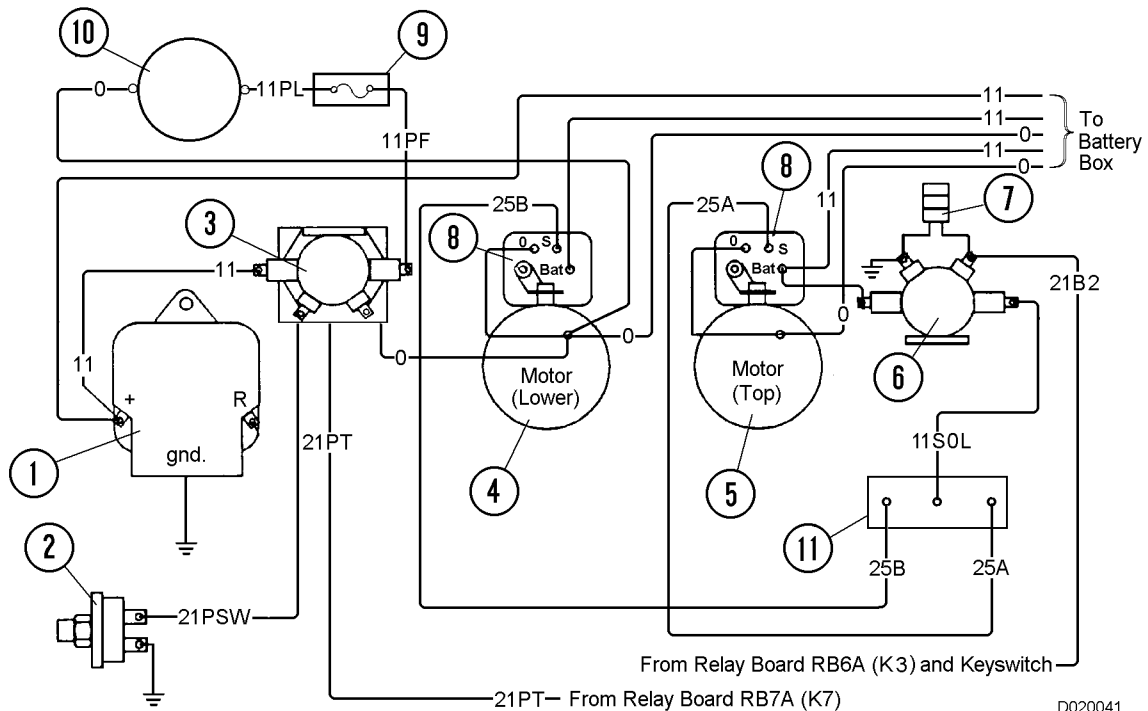 10
9
0
11PL
11
11
To
0
Battery
11
Box
0
11PF
8
7
25B
25A
11
3
8
0 S
0 S
11
Bat
Bat
21B2
0
0
0
6
Motor
(Lower)
Motor
(Top)
11
+
R
gnd.
1
21PT
4
5
11S0L
2
11
25B
25A
21PSW
From Relay Board RB6A (K3) and Keyswitch
21PT
From Relay Board RB7A (K7)
D020041